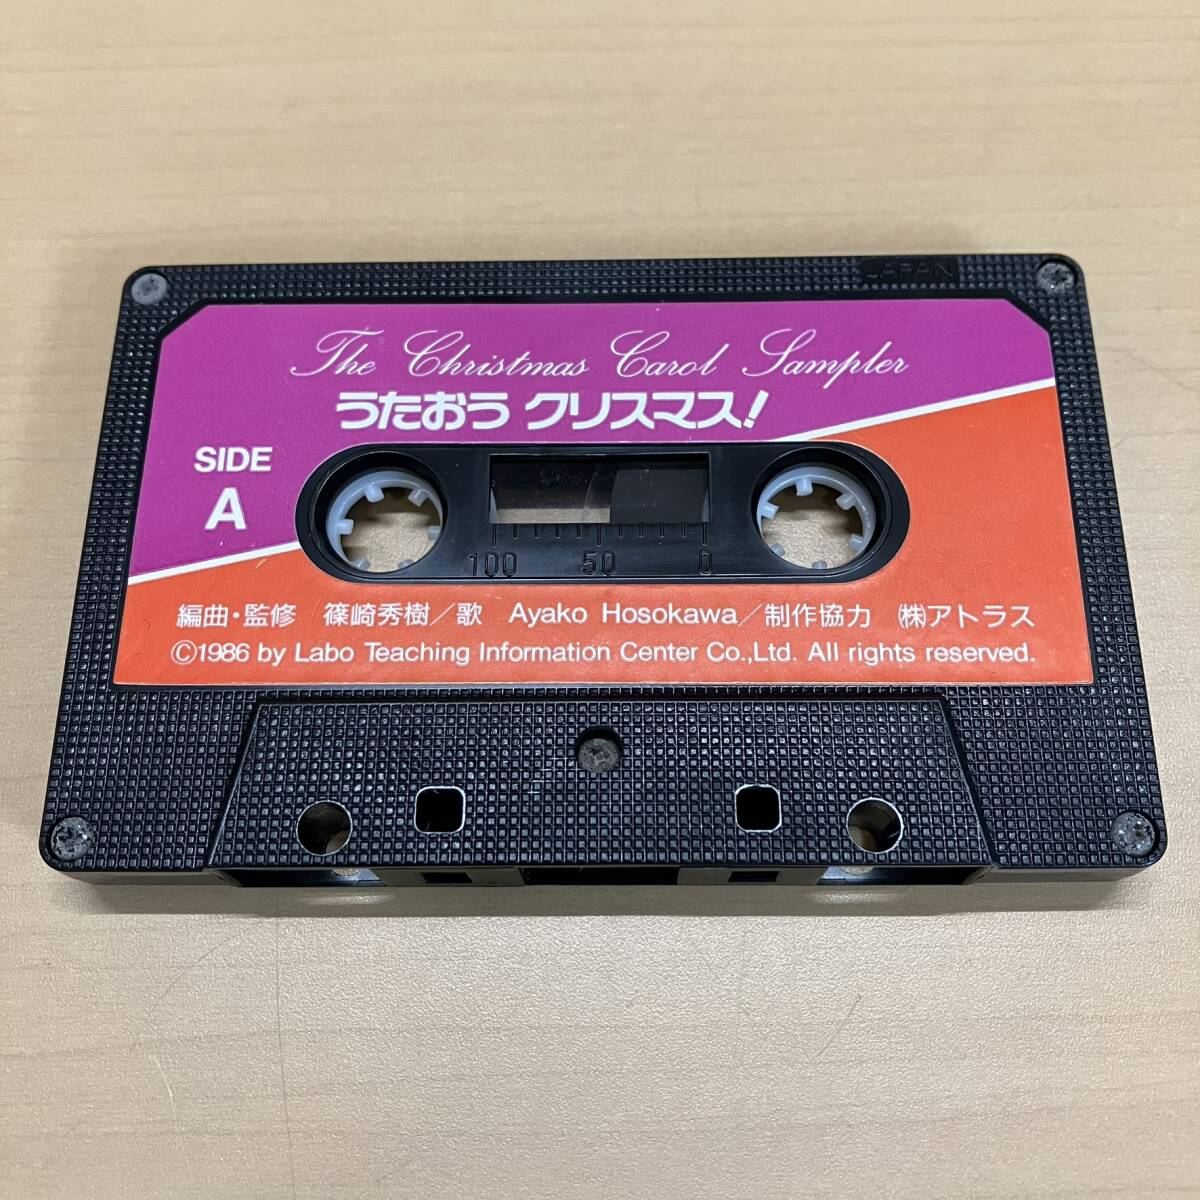 JAPAN
The Christmas Carol Sampler
うたおう クリスマス!
SIDE
A
100 50 0
編曲・監修 篠崎秀樹/歌 Ayako Hosokawa/制作協力 ㈱アトラス
©1986 by Labo Teaching Information Center Co.,Ltd. All rights reserved.